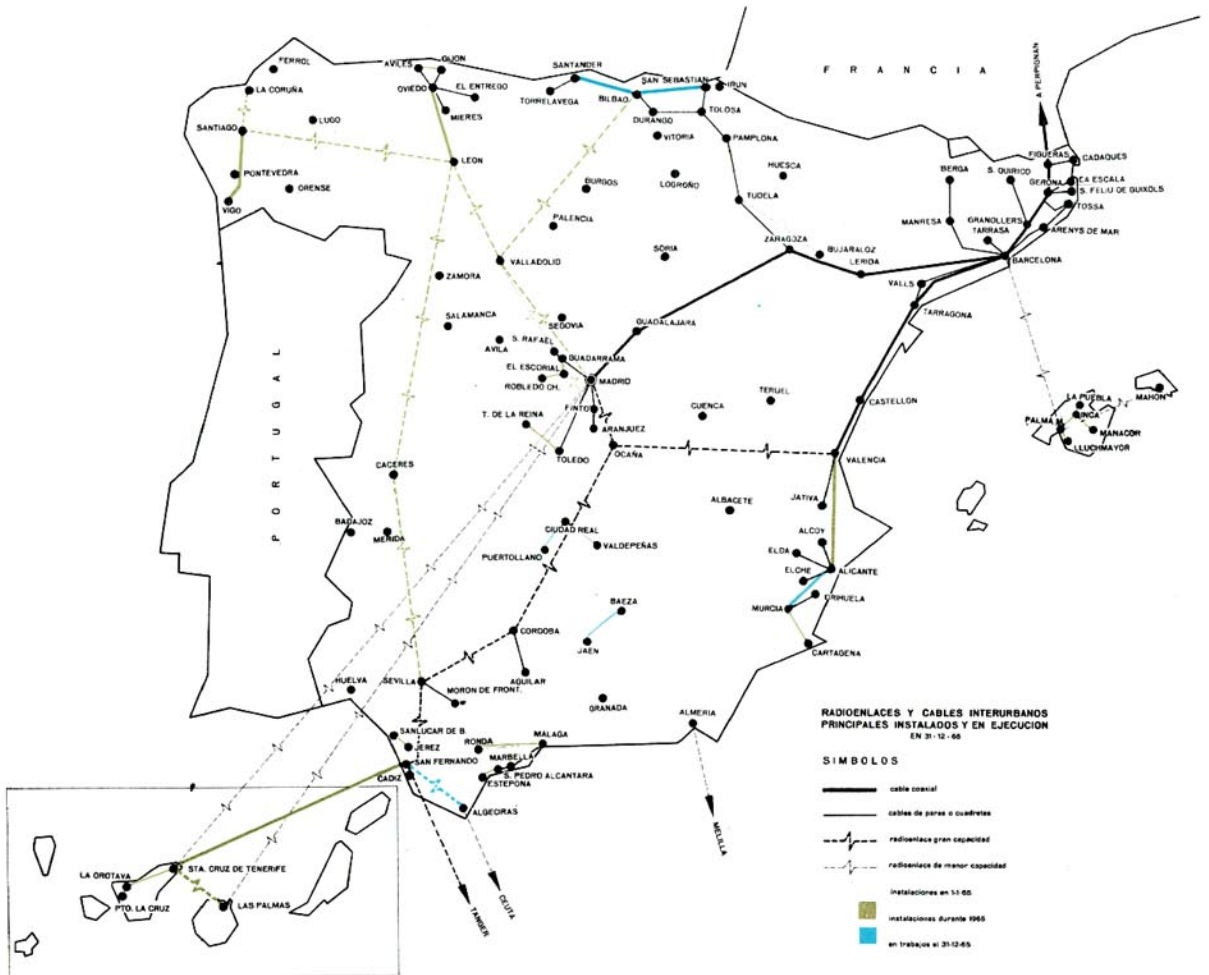 FERROL
LA CORUÑA
SANTIAGO
LUGO
PONTEVEDRA
ORENSE
VIGO
AVILES
GIJON
OVIEDO
EL ENTREGO
MIERES
LEON
SANTANDER
TORRELAVEGA
BILBAO
SAN SEBASTIAN
IRUN
DURANGO
TOLOSA
VITORIA
PAMPLONA
FRANCIA
A PERPIGNAN
HUESCA
BURGOS
LOGROÑO
TUDELA
PALENCIA
SORIA
ZARAGOZA
BUJARALOZ
LERIDA
BERGA
S. QUIRICO
MANRESA
GRANOLLERS
TARRASA
FIGUERAS
CADAQUES
GERONA
LA ESCALA
S. FELIU DE GUIXOLS
TOSSA
ARENYS DE MAR
BARCELONA
VALLS
TARRAGONA
VALLADOLID
ZAMORA
SALAMANCA
SEGOVIA
AVILA
S. RAFAEL
GUADARRAMA
EL ESCORIAL
ROBLEDO CH.
MADRID
GUADALAJARA
PINTO
ARANJUEZ
T. DE LA REINA
TOLEDO
OCAÑA
CUENCA
TERUEL
CASTELLON
VALENCIA
LA PUEBLA
INCA
PALMA
MANACOR
LLUCHMAYOR
MAHON
PORTUGAL
CACERES
BADAJOZ
MERIDA
CIUDAD REAL
PUERTOLLANO
VALDEPEÑAS
ALBACETE
JATIVA
ALCOY
ELDA
ELCHE
ALICANTE
ORIHUELA
MURCIA
CARTAGENA
BAEZA
JAEN
CORDOBA
AGUILAR
SEVILLA
MORON DE FRONT.
HUELVA
GRANADA
ALMERIA
MELILLA
SANLUCAR DE B.
JEREZ
SAN FERNANDO
CADIZ
RONDA
MALAGA
MARBELLA
S. PEDRO ALCANTARA
ESTEPONA
ALGECIRAS
TANGER
CEUTA
LA OROTAVA
PTO. LA CRUZ
STA. CRUZ DE TENERIFE
LAS PALMAS
RADIOENLACES Y CABLES INTERURBANOS
PRINCIPALES INSTALADOS Y EN EJECUCION
EN 31-12-65
SIMBOLOS
cable coaxial
cables de pares o cuadretes
radioenlace gran capacidad
radioenlace de menor capacidad
instalaciones en 1-1-65
instalaciones durante 1965
en trabajos al 31-12-65